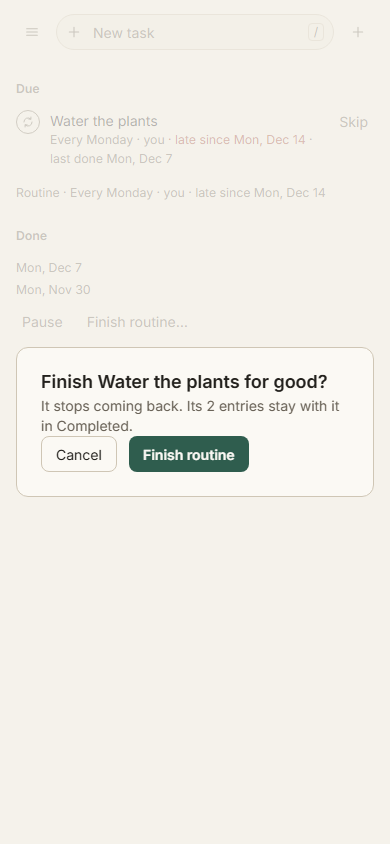 New task /
Due
Water the plants Skip
Every Monday · you · late since Mon, Dec 14 ·
last done Mon, Dec 7
Routine · Every Monday · you · late since Mon, Dec 14
Done
Mon, Dec 7
Mon, Nov 30
Pause Finish routine...
Finish Water the plants for good?
It stops coming back. Its 2 entries stay with it
in Completed.
Cancel Finish routine